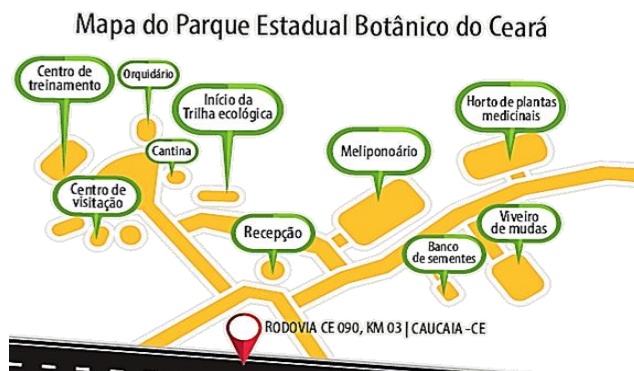 Mapa do Parque Estadual Botânico do Ceará
Centro de
treinamento
Orquidário
Início da
Trilha ecológica
Cantina
Centro de
visitação
Recepção
Meliponoário
Horto de plantas
medicinais
Banco
de sementes
Viveiro
de mudas
RODOVIA CE 090, KM 03 | CAUCAIA -CE